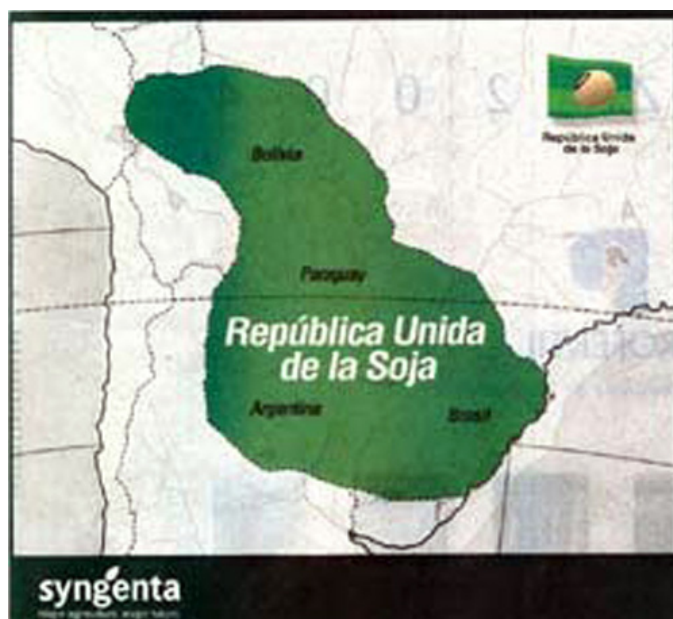 República Unida
de la Soja
Bolivia
Paraguay
República Unida
de la Soja
Argentina
Brasil
syngenta